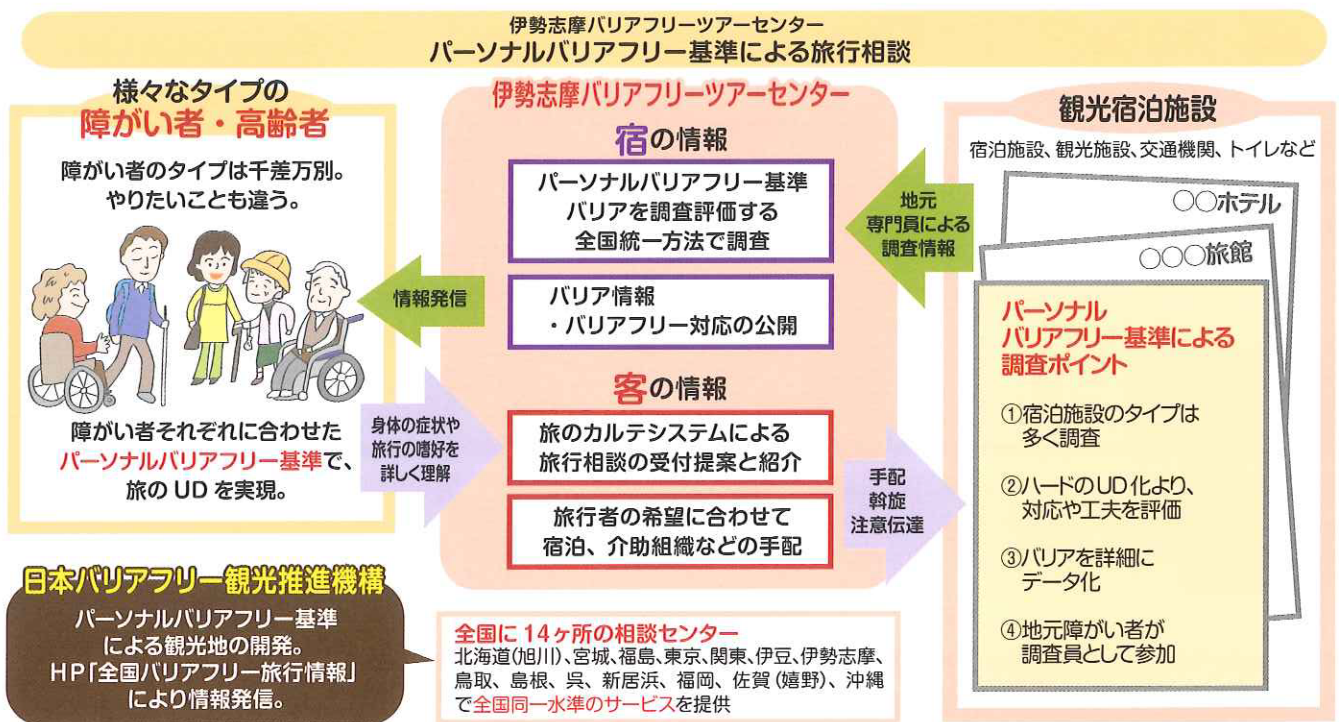 伊勢志摩バリアフリーツアーセンター
パーソナルバリアフリー基準による旅行相談
様々なタイプの
障がい者・高齢者
障がい者のタイプは千差万別。
やりたいことも違う。
障がい者それぞれに合わせた
パーソナルバリアフリー基準で、
旅のUDを実現。
情報発信
身体の症状や
旅行の嗜好を
詳しく理解
伊勢志摩バリアフリーツアーセンター
宿の情報
パーソナルバリアフリー基準
バリアを調査評価する
全国統一方法で調査
バリア情報
・バリアフリー対応の公開
客の情報
旅のカルテシステムによる
旅行相談の受付提案と紹介
旅行者の希望に合わせて
宿泊、介助組織などの手配
地元
専門員による
調査情報
手配
斡旋
注意伝達
観光宿泊施設
宿泊施設、観光施設、交通機関、トイレなど
○○ホテル
○○○旅館
パーソナル
バリアフリー基準による
調査ポイント
①宿泊施設のタイプは
多く調査
②ハードのUD化より、
対応や工夫を評価
③バリアを詳細に
データ化
④地元障がい者が
調査員として参加
日本バリアフリー観光推進機構
パーソナルバリアフリー基準
による観光地の開発。
HP「全国バリアフリー旅行情報」
により情報発信。
全国に14ヶ所の相談センター
北海道(旭川)、宮城、福島、東京、関東、伊豆、伊勢志摩、
鳥取、島根、呉、新居浜、福岡、佐賀(嬉野)、沖縄
で全国同一水準のサービスを提供